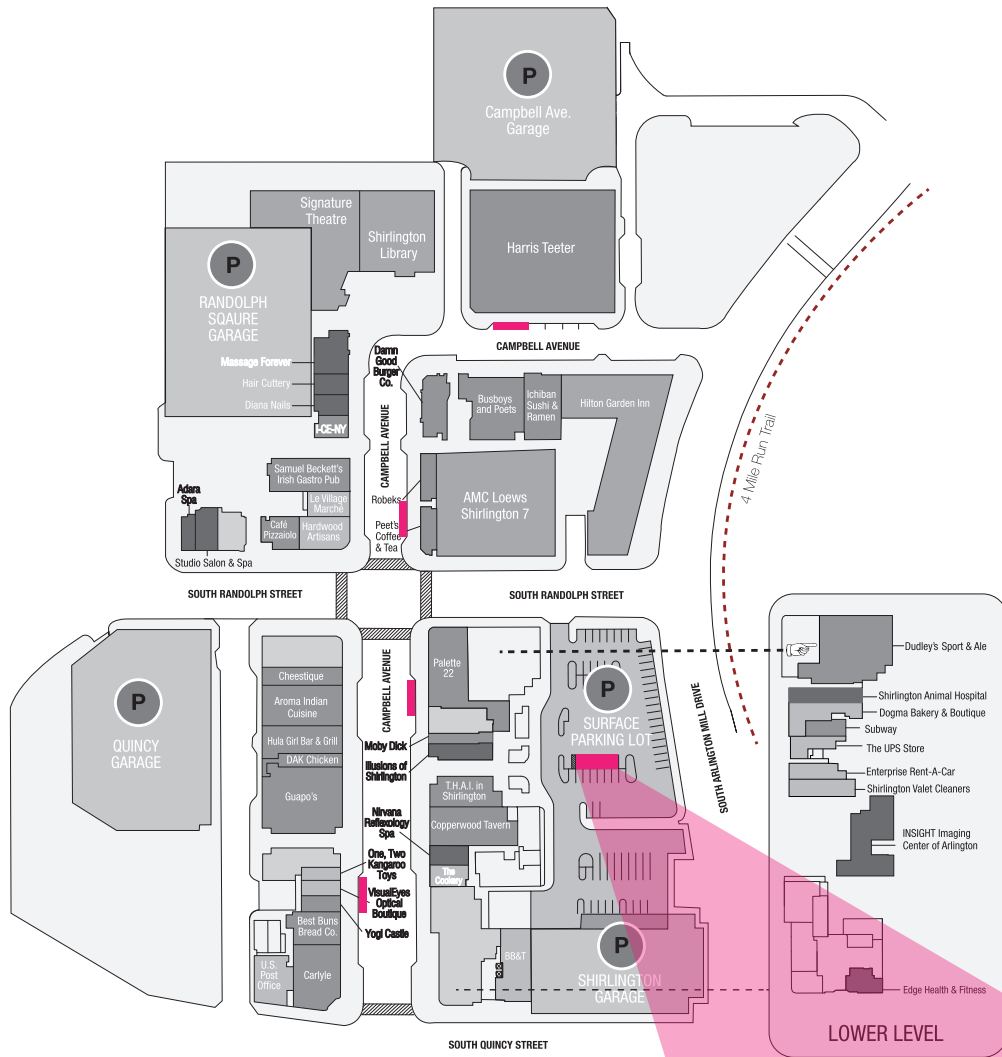 P
Campbell Ave.
Garage
Signature
Theatre
Shirlington
Library
Harris Teeter
P
RANDOLPH
SQAURE
GARAGE
CAMPBELL AVENUE
Massage Forever
Hair Cuttery
Diana Nails
I-CE-NY
Damn
Good
Burger
Co.
Busboys
and Poets
Ichiban
Sushi &
Ramen
Hilton Garden Inn
CAMPBELL AVENUE
4 Mile Run Trail
Samuel Beckett's
Irish Gastro Pub
Le Village
Marché
Café
Pizzaiolo
Hardwood
Artisans
Adara
Spa
Studio Salon & Spa
Robeks
Peet's
Coffee
& Tea
AMC Loews
Shirlington 7
SOUTH RANDOLPH STREET
SOUTH RANDOLPH STREET
P
QUINCY
GARAGE
Cheestique
Aroma Indian
Cuisine
Hula Girl Bar & Grill
DAK Chicken
Guapo's
CAMPBELL AVENUE
Palette
22
Moby Dick
Illusions of
Shirlington
P
SURFACE
PARKING LOT
SOUTH ARLINGTON MILL DRIVE
T.H.A.I. in
Shirlington
Copperwood Tavern
Nirvana
Reflexology
Spa
The
Cookery
One, Two
Kangaroo
Toys
VisualEyes
Optical
Boutique
Yogi Castle
Best Buns
Bread Co.
U.S.
Post
Office
Carlyle
BB&T
P
SHIRLINGTON
GARAGE
SOUTH QUINCY STREET
Dudley's Sport & Ale
Shirlington Animal Hospital
Dogma Bakery & Boutique
Subway
The UPS Store
Enterprise Rent-A-Car
Shirlington Valet Cleaners
INSIGHT Imaging
Center of Arlington
Edge Health & Fitness
LOWER LEVEL